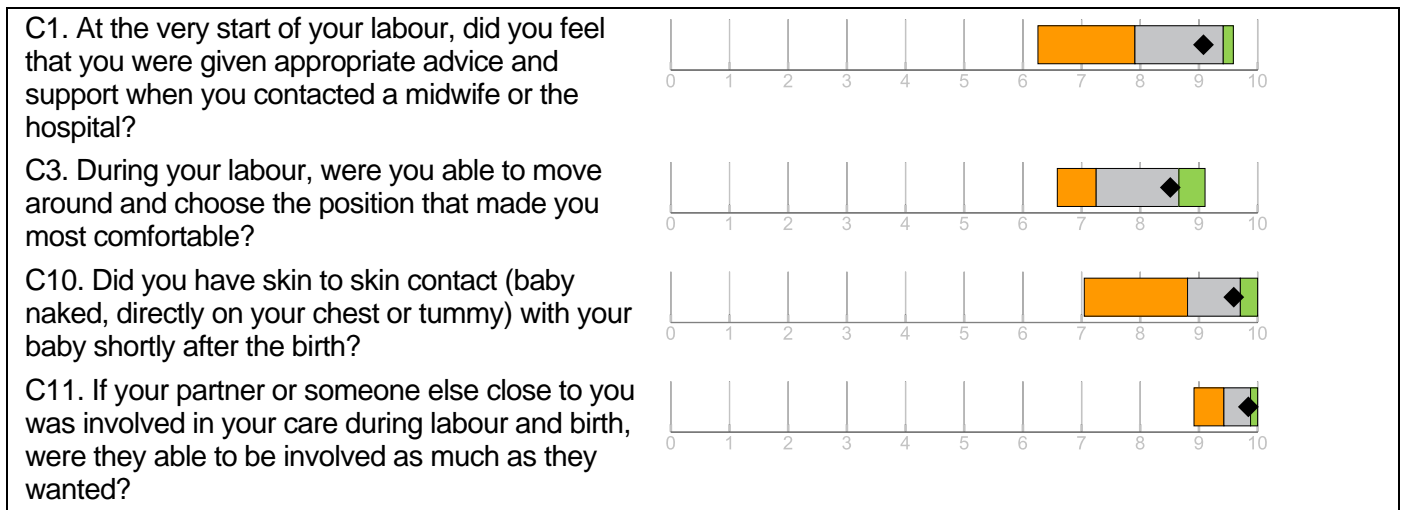 C1. At the very start of your labour, did you feel
that you were given appropriate advice and
support when you contacted a midwife or the
hospital?
0 1 2 3 4 5 6 7 8 9 10
C3. During your labour, were you able to move
around and choose the position that made you
most comfortable?
0 1 2 3 4 5 6 7 8 9 10
C10. Did you have skin to skin contact (baby
naked, directly on your chest or tummy) with your
baby shortly after the birth?
0 1 2 3 4 5 6 7 8 9 10
C11. If your partner or someone else close to you
was involved in your care during labour and birth,
were they able to be involved as much as they
wanted?
0 1 2 3 4 5 6 7 8 9 10